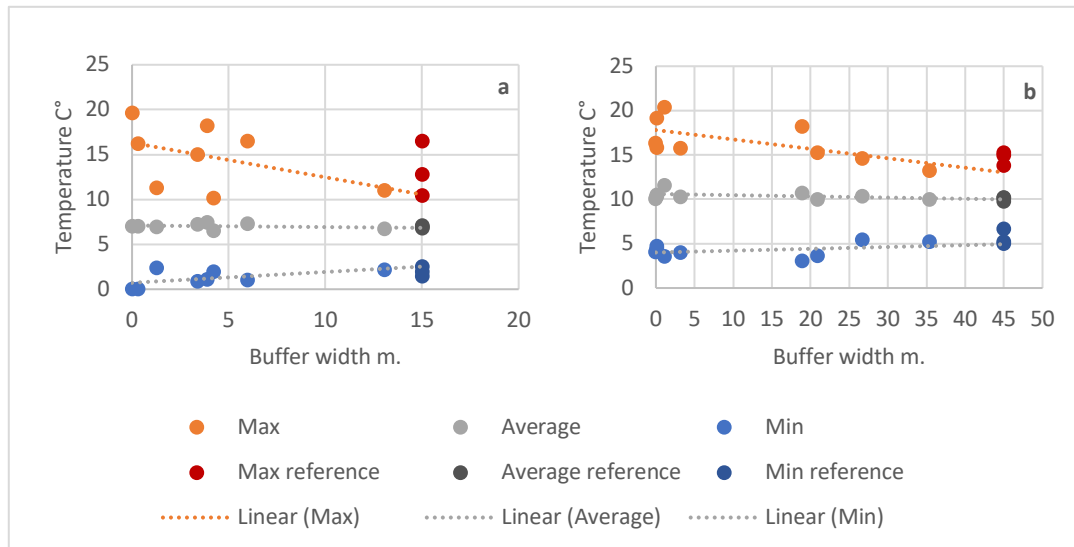 a
25
20
15
10
5
0
0 5 10 15 20
Temperature C°
Buffer width m.
b
25
20
15
10
5
0
0 5 10 15 20 25 30 35 40 45 50
Temperature C°
Buffer width m.
Max Average Min
Max reference Average reference Min reference
Linear (Max) Linear (Average) Linear (Min)